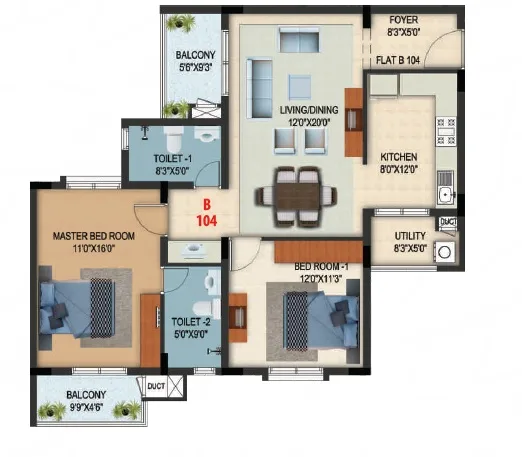 FOYER
8'3"X5'0"
FLAT B 104
BALCONY
5'6"X9'3"
LIVING/DINING
12'0"X20'0"
TOILET -1
8'3"X5'0"
KITCHEN
8'0"X12'0"
B
104
MASTER BED ROOM
11'0"X16'0"
UTILITY
8'3"X5'0"
DUCT
BED ROOM -1
12'0"X11'3"
TOILET -2
5'0"X9'0"
BALCONY
9'9"X4'6"
DUCT